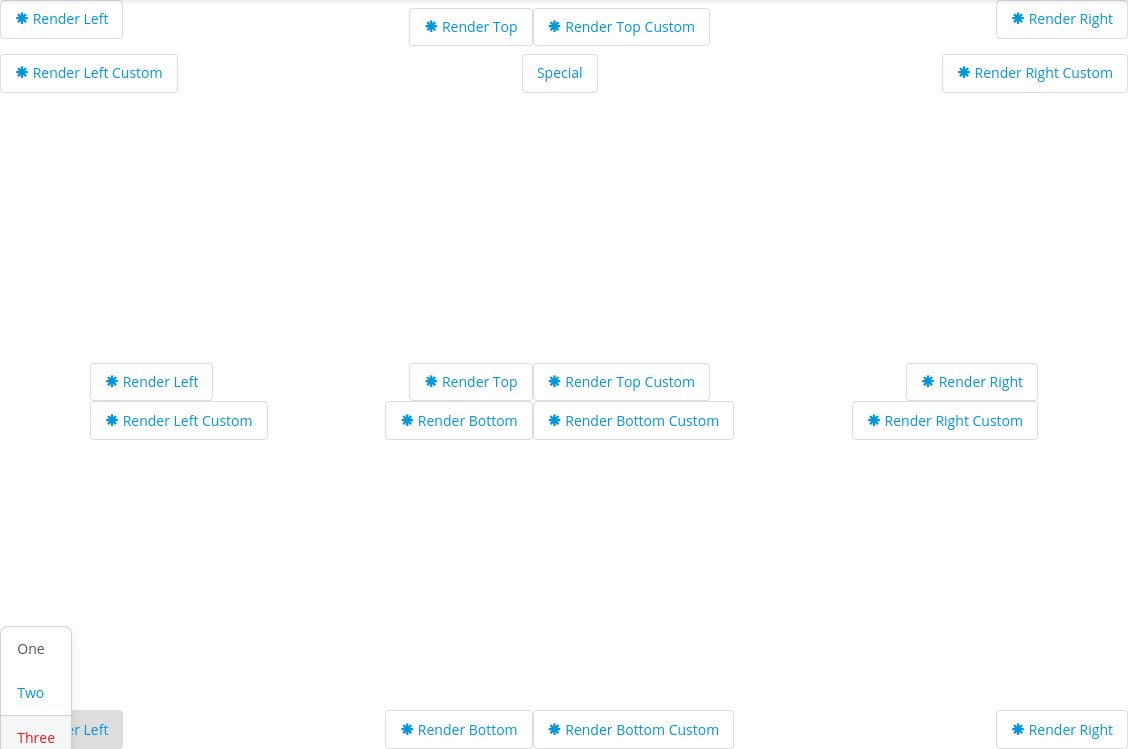 Render Left
Render Top
Render Top Custom
Render Right
Render Left Custom
Special
Render Right Custom
Render Left
Render Top
Render Top Custom
Render Right
Render Left Custom
Render Bottom
Render Bottom Custom
Render Right Custom
One
Two
Three
er Left
Render Bottom
Render Bottom Custom
Render Right